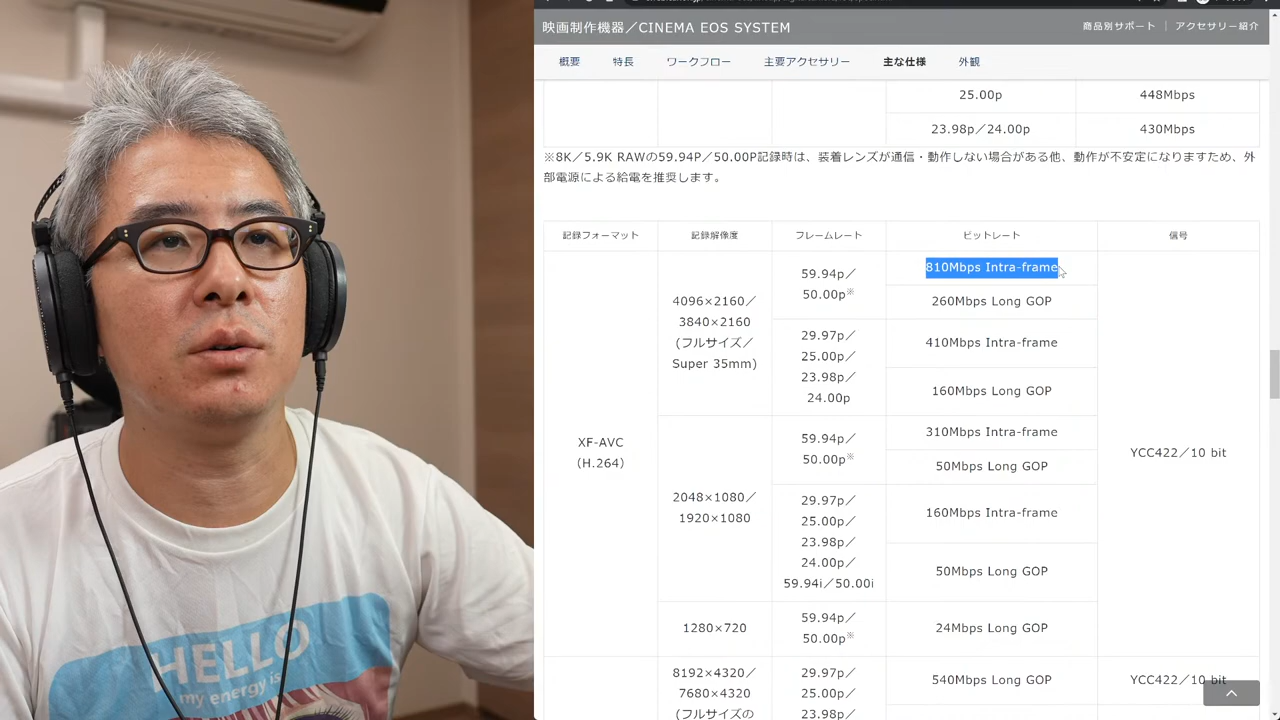 映画制作機器／CINEMA EOS SYSTEM
商品別サポート
アクセサリー紹介
概要
特長
ワークフロー
主要アクセサリー
主な仕様
外観
25.00p
448Mbps
23.98p／24.00p
430Mbps
※8K／5.9K RAWの59.94P／50.00P記録時は、装着レンズが通信・動作しない場合がある他、動作が不安定になりますため、外
部電源による給電を推奨します。
記録フォーマット
記録解像度
フレームレート
ビットレート
信号
XF-AVC
（H.264）
4096×2160／
3840×2160
(フルサイズ／
Super 35mm)
59.94p／
50.00p※
810Mbps Intra-frame
260Mbps Long GOP
29.97p／
25.00p／
23.98p／
24.00p
410Mbps Intra-frame
160Mbps Long GOP
2048×1080／
1920×1080
59.94p／
50.00p※
310Mbps Intra-frame
50Mbps Long GOP
29.97p／
25.00p／
23.98p／
24.00p／
59.94i／50.00i
160Mbps Intra-frame
50Mbps Long GOP
1280×720
59.94p／
50.00p※
24Mbps Long GOP
YCC422／10 bit
8192×4320／
7680×4320
(フルサイズの
29.97p／
25.00p／
23.98p／
540Mbps Long GOP
YCC422／10 bit
HELLO
my energy is